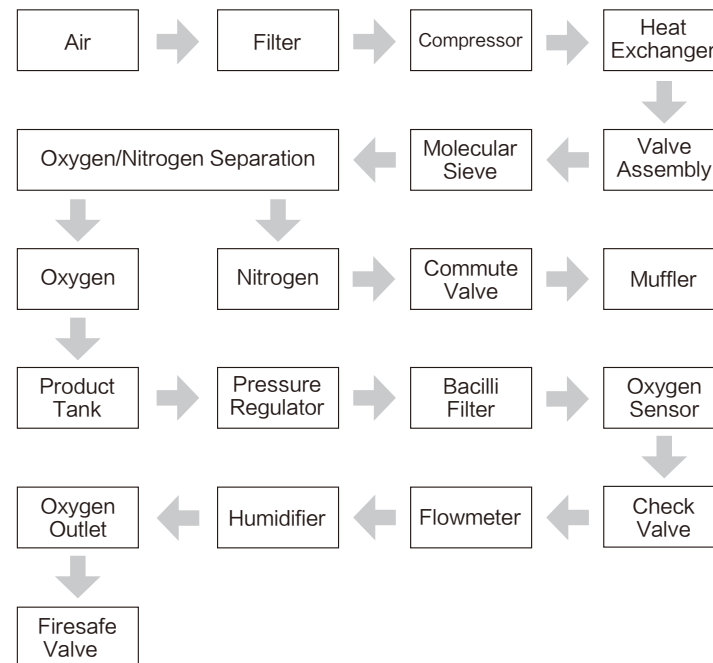 Air
Filter
Compressor
Heat
Exchanger
Valve
Assembly
Molecular
Sieve
Oxygen/Nitrogen Separation
Oxygen
Nitrogen
Commute
Valve
Muffler
Product
Tank
Pressure
Regulator
Bacilli
Filter
Oxygen
Sensor
Check
Valve
Flowmeter
Humidifier
Oxygen
Outlet
Firesafe
Valve